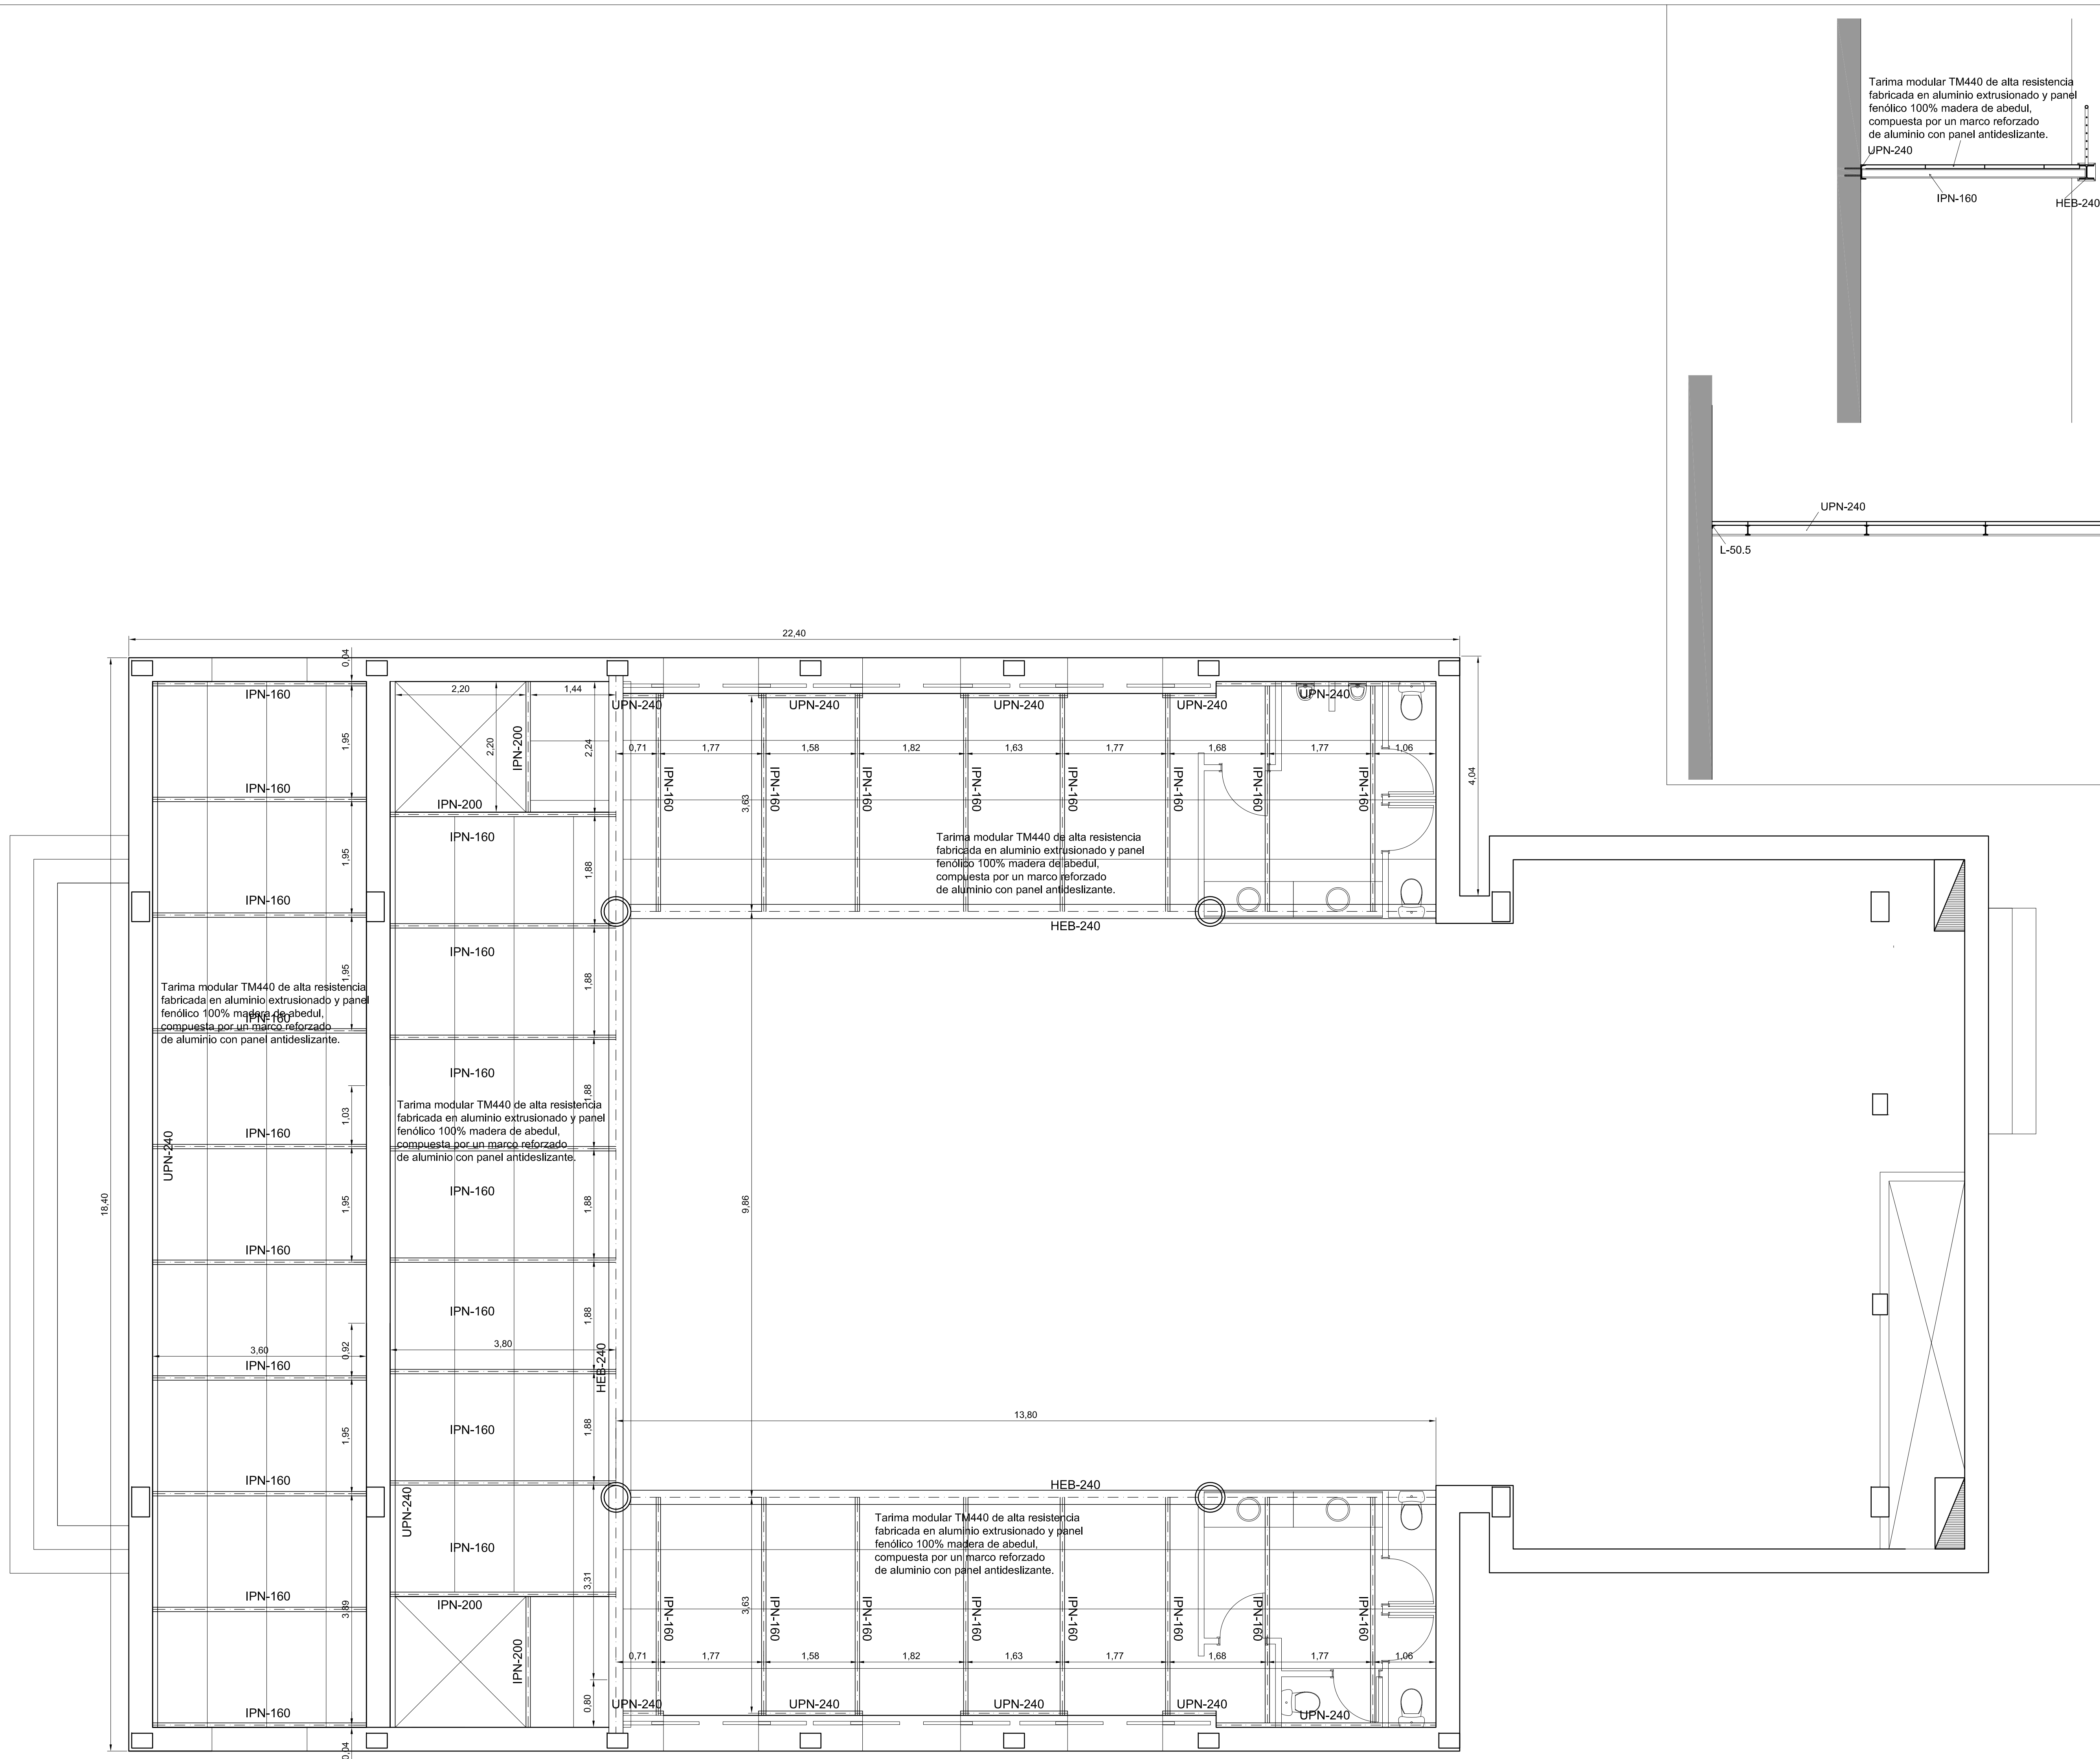 Tarima modular TM440 de alta resistencia
fabricada en aluminio extrusionado y panel
fenólico 100% madera de abedul,
compuesta por un marco reforzado
de aluminio con panel antideslizante.
UPN-240
IPN-160
HEB-240
UPN-240
L-50.5
22,40
0,04
IPN-160
2,20
1,44
UPN-240
UPN-240
UPN-240
UPN-240
UPN-240
1,95
2,20
IPN-200
2,24
0,71
1,77
1,58
1,82
1,63
1,77
1,68
1,77
1,06
4,04
IPN-160
IPN-160
IPN-160
IPN-160
IPN-160
IPN-160
IPN-160
IPN-160
IPN-160
IPN-200
3,63
IPN-160
1,95
1,88
Tarima modular TM440 de alta resistencia
fabricada en aluminio extrusionado y panel
fenólico 100% madera de abedul,
compuesta por un marco reforzado
de aluminio con panel antideslizante.
IPN-160
HEB-240
IPN-160
1,95
1,88
Tarima modular TM440 de alta resistencia
fabricada en aluminio extrusionado y panel
fenólico 100% madera de abedul,
IPN-160
compuesta por un marco reforzado
de aluminio con panel antideslizante.
IPN-160
1,88
Tarima modular TM440 de alta resistencia
fabricada en aluminio extrusionado y panel
fenólico 100% madera de abedul,
compuesta por un marco reforzado
de aluminio con panel antideslizante.
1,03
IPN-160
UPN-240
18,40
1,95
IPN-160
1,88
9,86
IPN-160
IPN-160
1,88
3,60
0,92
3,80
HEB-240
IPN-160
13,80
1,95
IPN-160
1,88
IPN-160
HEB-240
UPN-240
Tarima modular TM440 de alta resistencia
fabricada en aluminio extrusionado y panel
fenólico 100% madera de abedul,
compuesta por un marco reforzado
de aluminio con panel antideslizante.
IPN-160
3,31
IPN-160
3,89
IPN-200
3,63
IPN-160
IPN-160
IPN-160
IPN-160
IPN-160
IPN-160
IPN-160
IPN-160
IPN-200
0,71
1,77
1,58
1,82
1,63
1,77
1,68
1,77
1,06
0,80
IPN-160
UPN-240
UPN-240
UPN-240
UPN-240
UPN-240
0,04